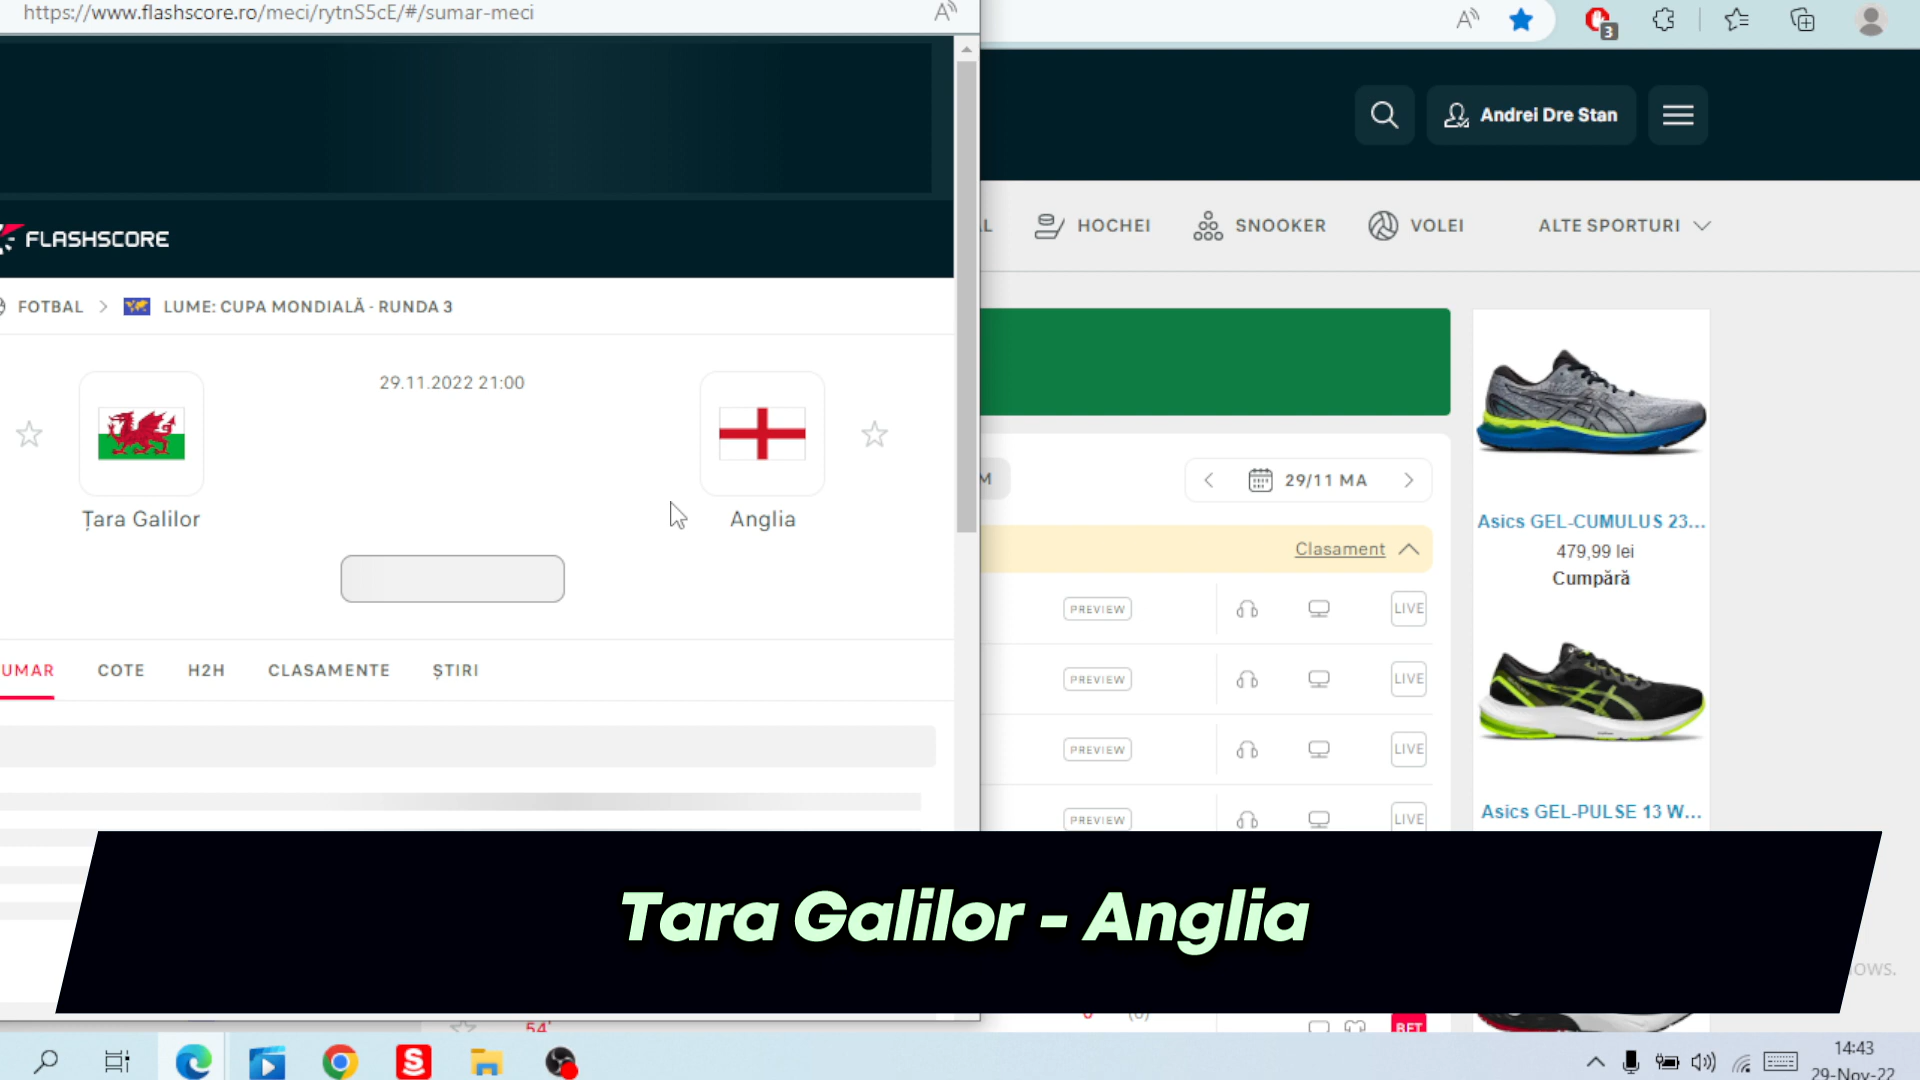 https://www.flashscore.ro/meci/rytnS5cE/#/sumar-meci
3
Andrei Dre Stan
HOCHEI
SNOOKER
VOLEI
ALTE SPORTURI
FLASHSCORE
FOTBAL
LUME: CUPA MONDIALĂ - RUNDA 3
29.11.2022 21:00
Țara Galilor
Anglia
29/11 MA
Clasament
PREVIEW
LIVE
PREVIEW
LIVE
PREVIEW
LIVE
PREVIEW
LIVE
UMAR
COTE
H2H
CLASAMENTE
ȘTIRI
Asics GEL-CUMULUS 23...
479,99 lei
Cumpără
Asics GEL-PULSE 13 W...
Tara Galilor - Anglia
ows.
54'
BET
14:43
29-Nov-22